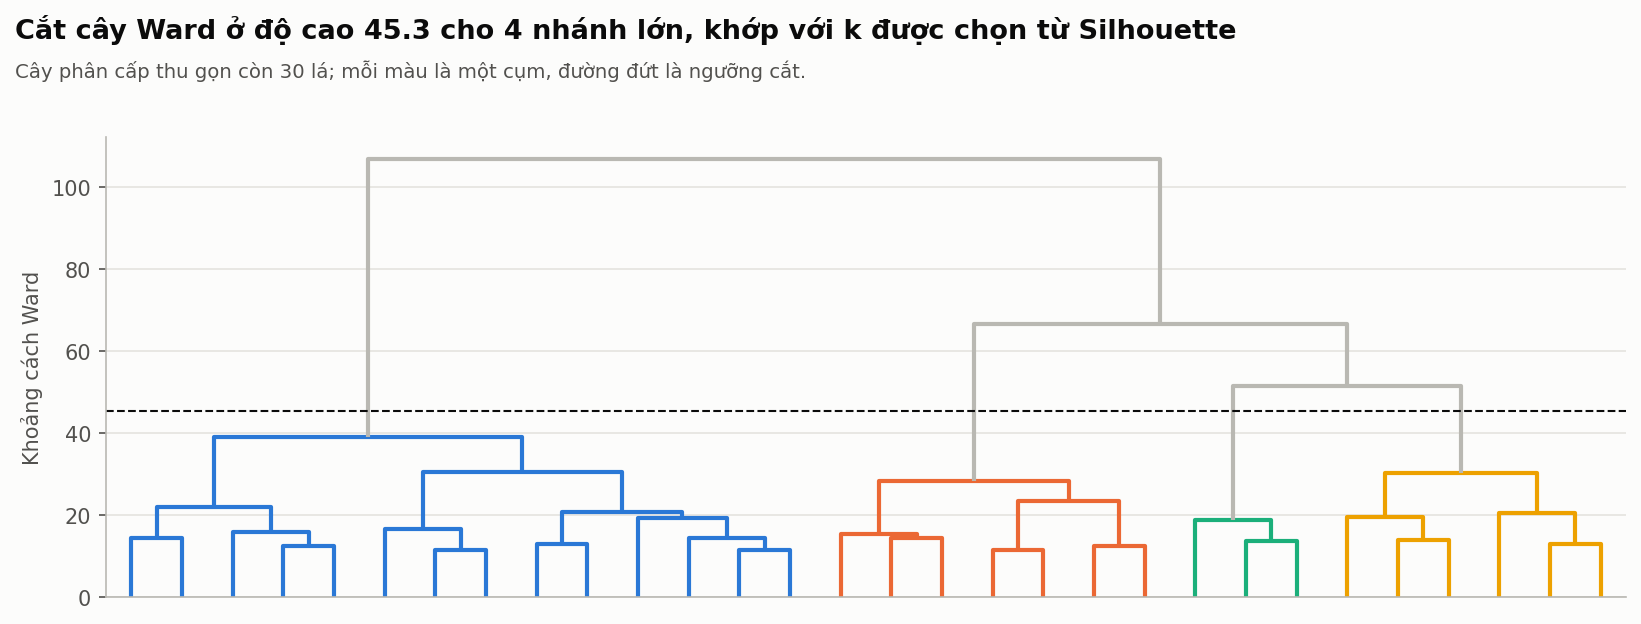 Cắt cây Ward ở độ cao 45.3 cho 4 nhánh lớn, khớp với k được chọn từ Silhouette
Cây phân cấp thu gọn còn 30 lá; mỗi màu là một cụm, đường đứt là ngưỡng cắt.
Khoảng cách Ward
100
80
60
40
20
0